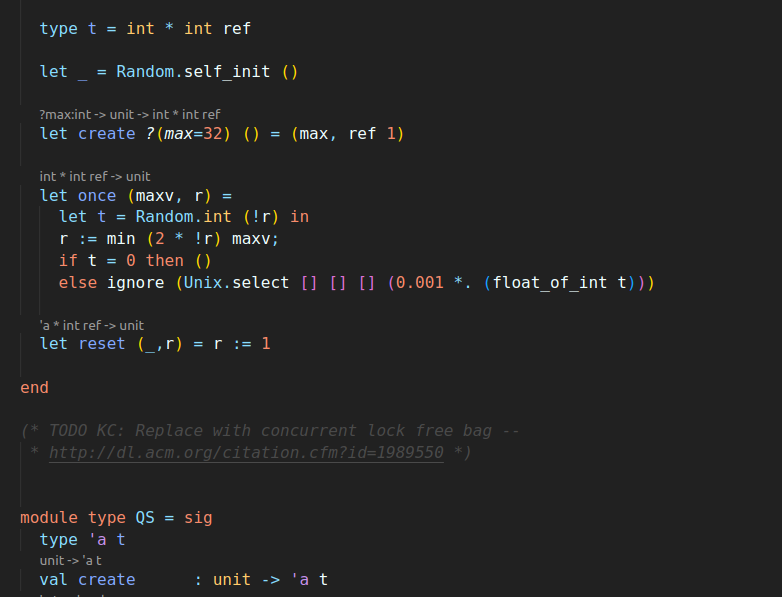 type t = int * int ref
let _ = Random.self_init ()
?max:int -> unit -> int * int ref
let create ?(max=32) () = (max, ref 1)
int * int ref -> unit
let once (maxv, r) =
let t = Random.int (!r) in
r := min (2 * !r) maxv;
if t = 0 then ()
else ignore (Unix.select [] [] [] (0.001 *. (float_of_int t)))
'a * int ref -> unit
let reset (_,r) = r := 1
end
(* TODO KC: Replace with concurrent lock free bag --
* http://dl.acm.org/citation.cfm?id=1989550 *)
module type QS = sig
type 'a t
unit -> 'a t
val create : unit -> 'a t